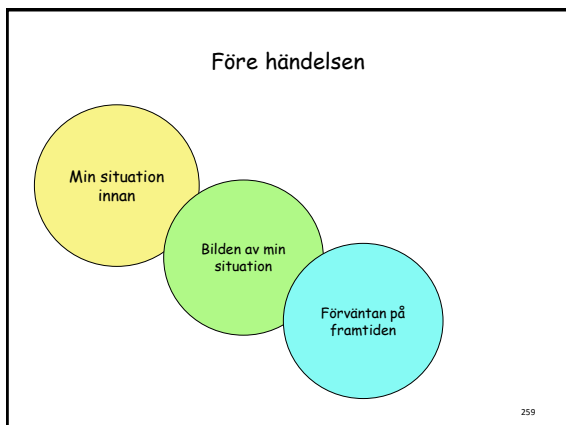 Före händelsen
Min situation
innan
Bilden av min
situation
Förväntan på
framtiden
259